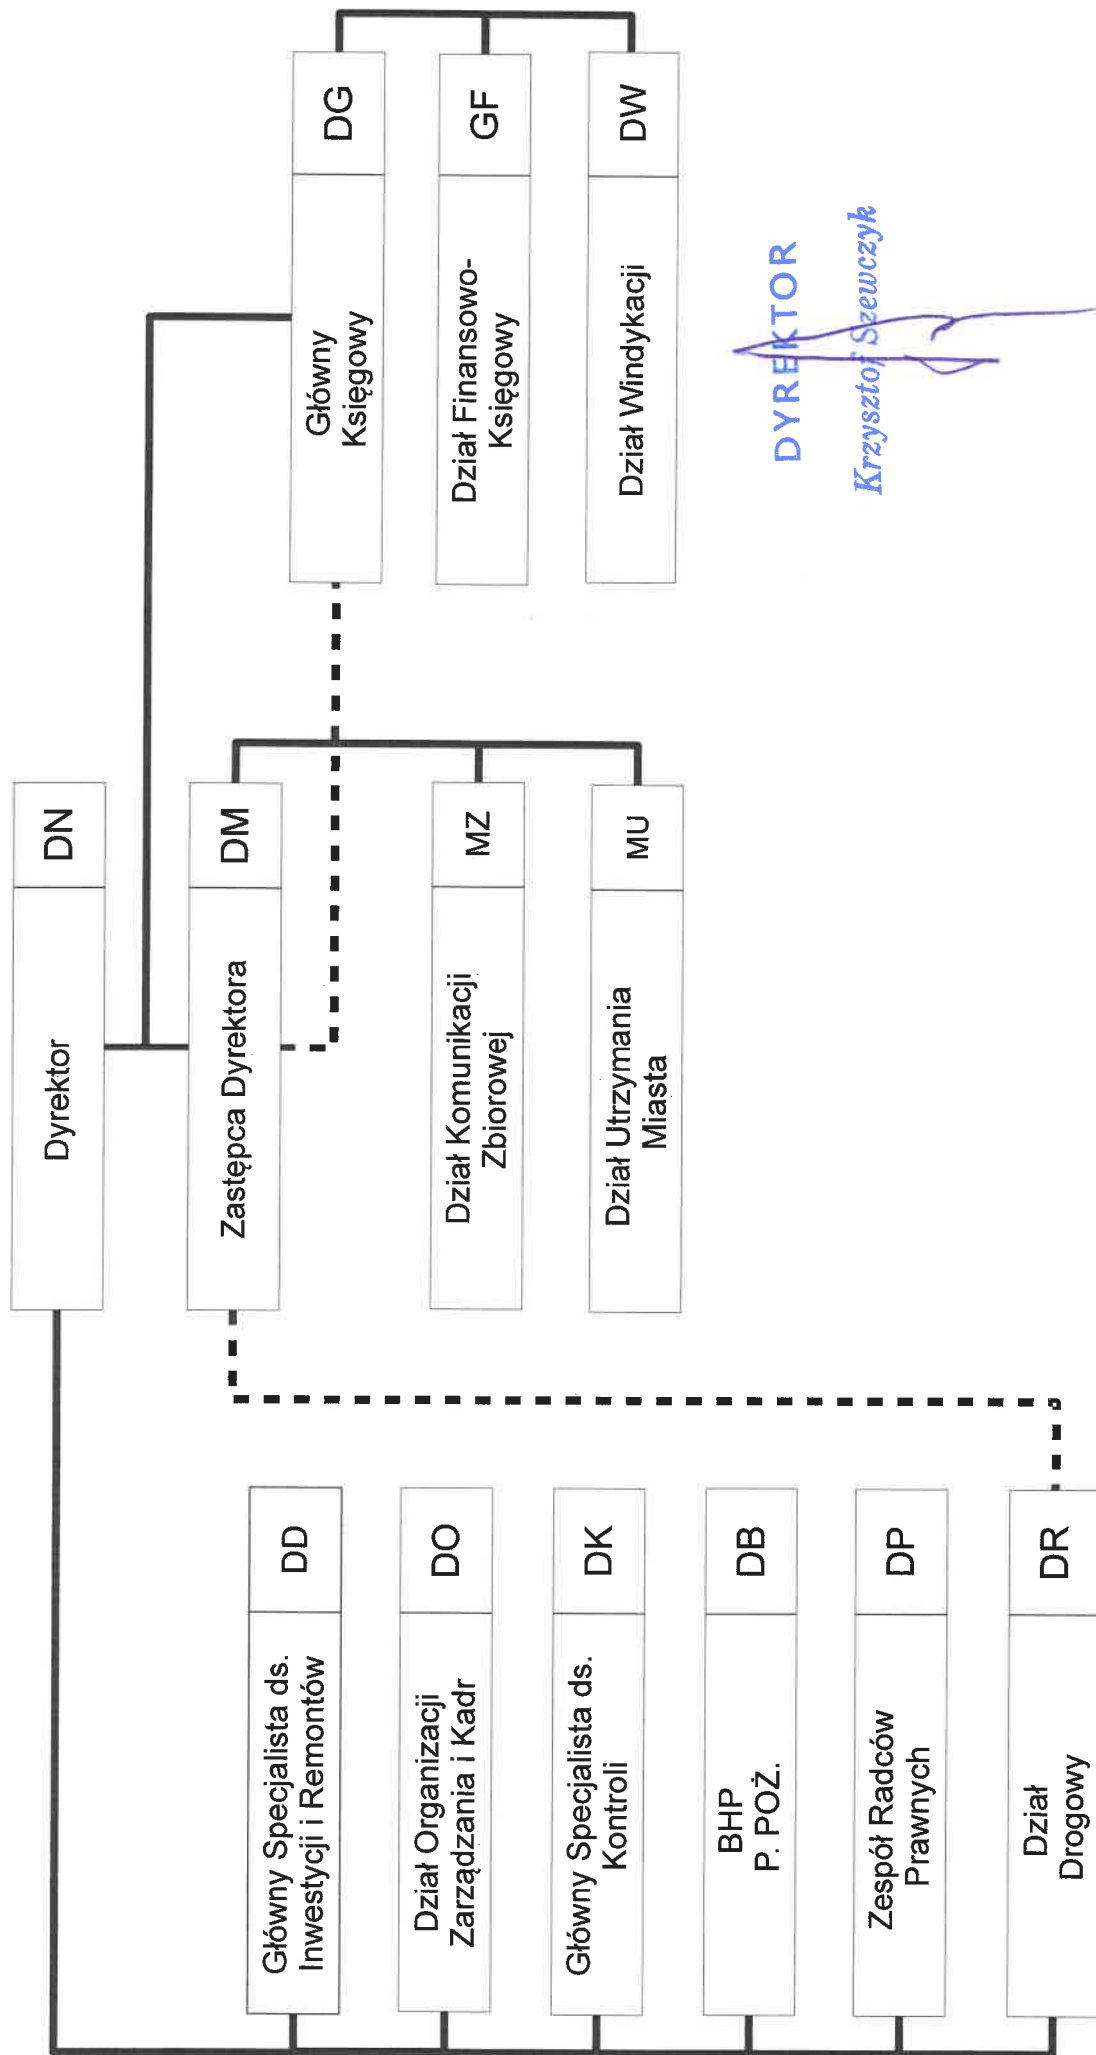 Dyrektor
DN
Zastępca Dyrektora
DM
Dział Komunikacji
Zbiorowej
MZ
Dział Utrzymania
Miasta
MU
Główny Specjalista ds.
Inwestycji i Remontów
DD
Dział Organizacji
Zarządzania i Kadr
DO
Główny Specjalista ds.
Kontroli
DK
BHP
P. POŻ.
DB
Zespół Radców
Prawnych
DP
Dział
Drogowy
DR
Główny
Księgowy
DG
Dział Finansowo-
Księgowy
GF
Dział Windykacji
DW
DYREKTOR
Krzysztof Szewczyk